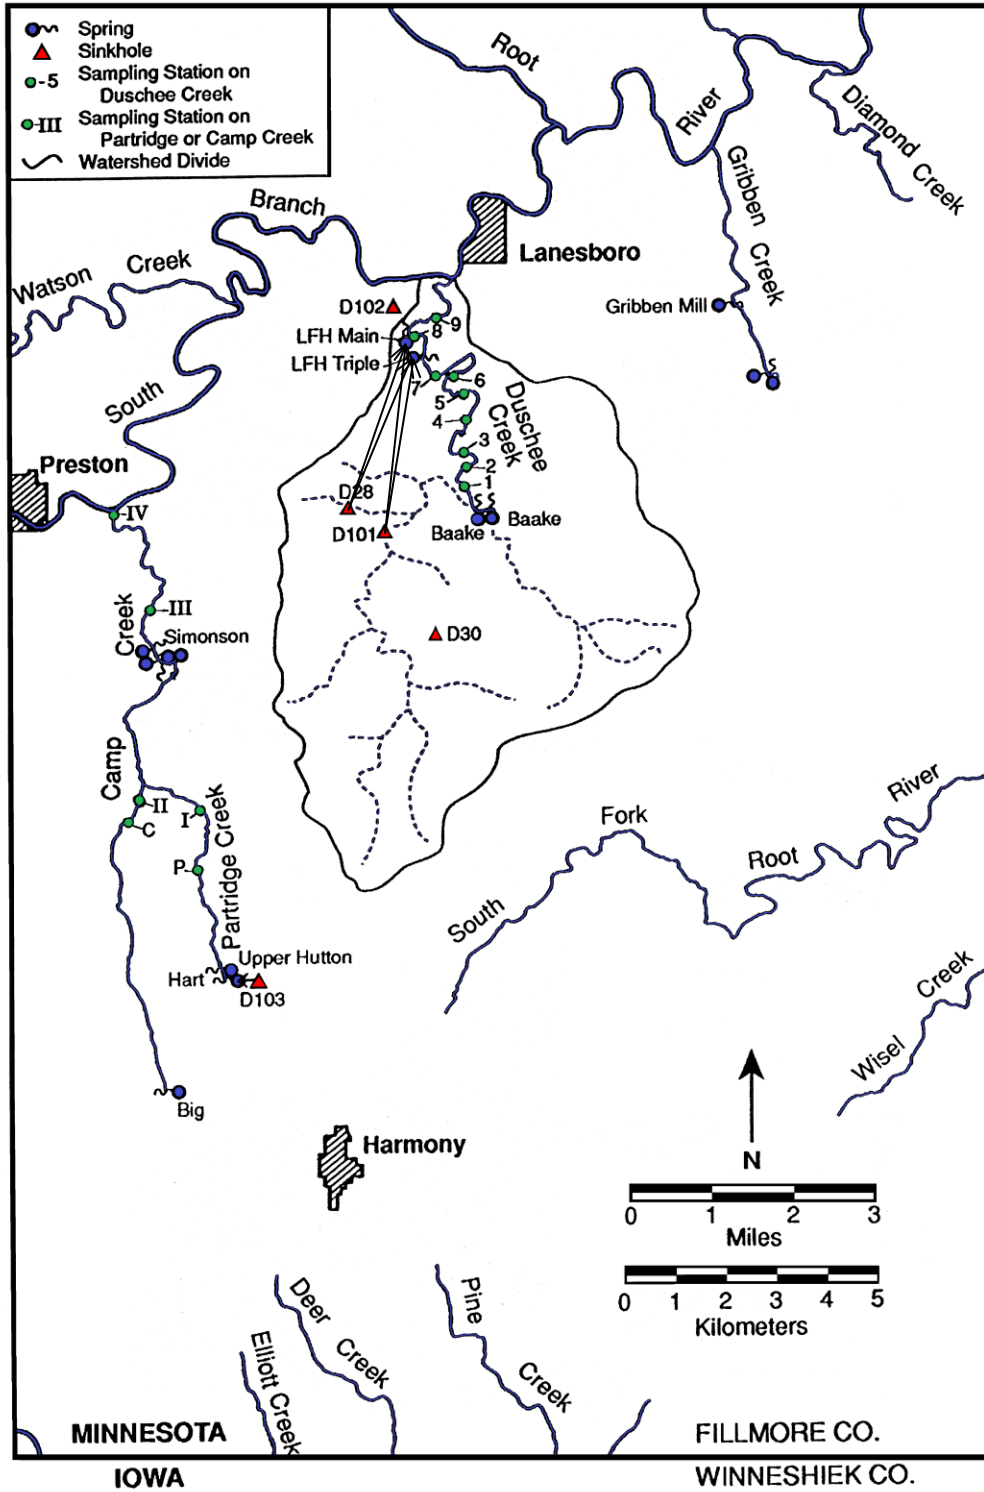 Spring
Sinkhole
-5 Sampling Station on
Duschee Creek
-III Sampling Station on
Partridge or Camp Creek
Watershed Divide
Root
River
Diamond
Creek
Gribben
Creek
Branch
Lanesboro
Watson Creek
Gribben Mill
D102
9
8
LFH Main
LFH Triple
7
6
5
4
3
2
1
Duschee
Creek
South
Preston
D28
D101
Baake
Baake
IV
III
Creek
Simonson
D30
Camp
II
I
C
P
Partridge Creek
Fork
River
Root
South
Upper Hutton
Hart
D103
Creek
Wisel
Big
Harmony
N
0 1 2 3
Miles
0 1 2 3 4 5
Kilometers
Deer
Creek
Elliott Creek
Pine
Creek
MINNESOTA
FILLMORE CO.
IOWA
WINNESHIEK CO.